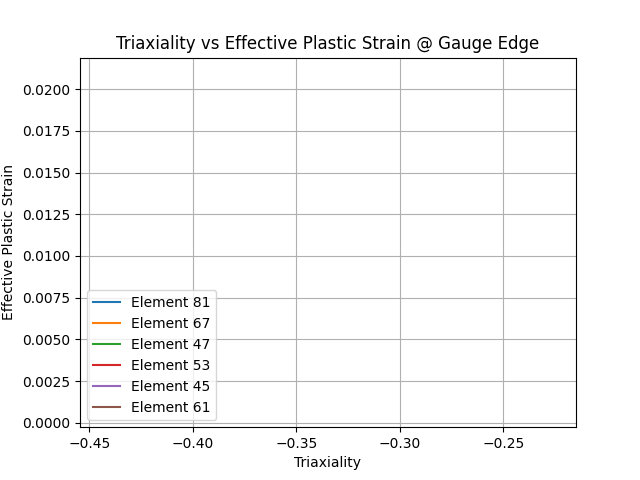 Triaxiality vs Effective Plastic Strain @ Gauge Edge
Effective Plastic Strain
0.0200
0.0175
0.0150
0.0125
0.0100
0.0075
0.0050
0.0025
0.0000
Element 81
Element 67
Element 47
Element 53
Element 45
Element 61
−0.45 −0.40 −0.35 −0.30 −0.25
Triaxiality